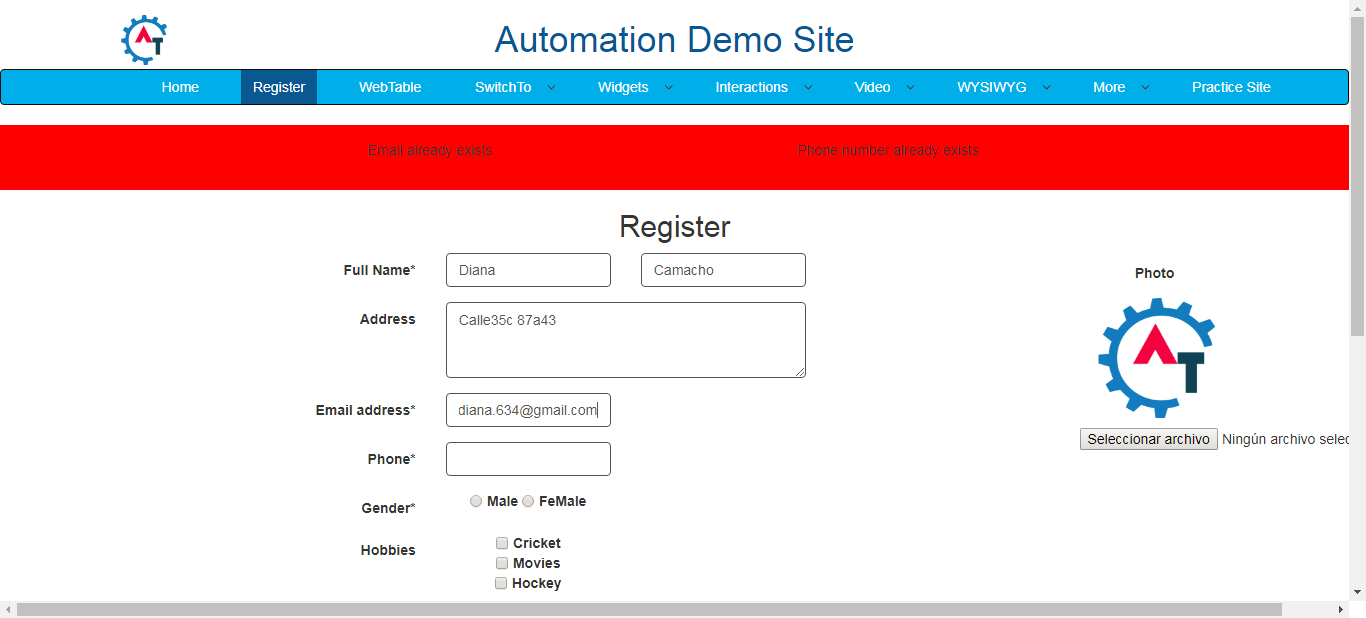 AT
Automation Demo Site
Home Register WebTable SwitchTo Widgets Interactions Video WYSIWYG More Practice Site
Email already exists Phone number already exists
Register
Full Name* Diana Camacho
Photo
Address Calle35c 87a43
AT
Email address* diana.634@gmail.com
Seleccionar archivo Ningún archivo selec
Phone*
Gender* Male FeMale
Hobbies Cricket
Movies
Hockey